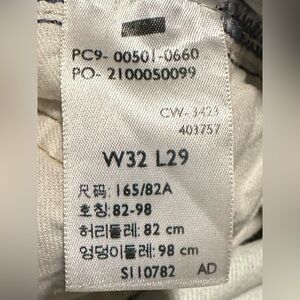 PC9- 00501-0660
PO- 2100050099
CW- 3423
403757
W32 L29
尺码: 165/82A
호칭: 82-98
허리둘레: 82 cm
엉덩이둘레: 98 cm
S110782 AD